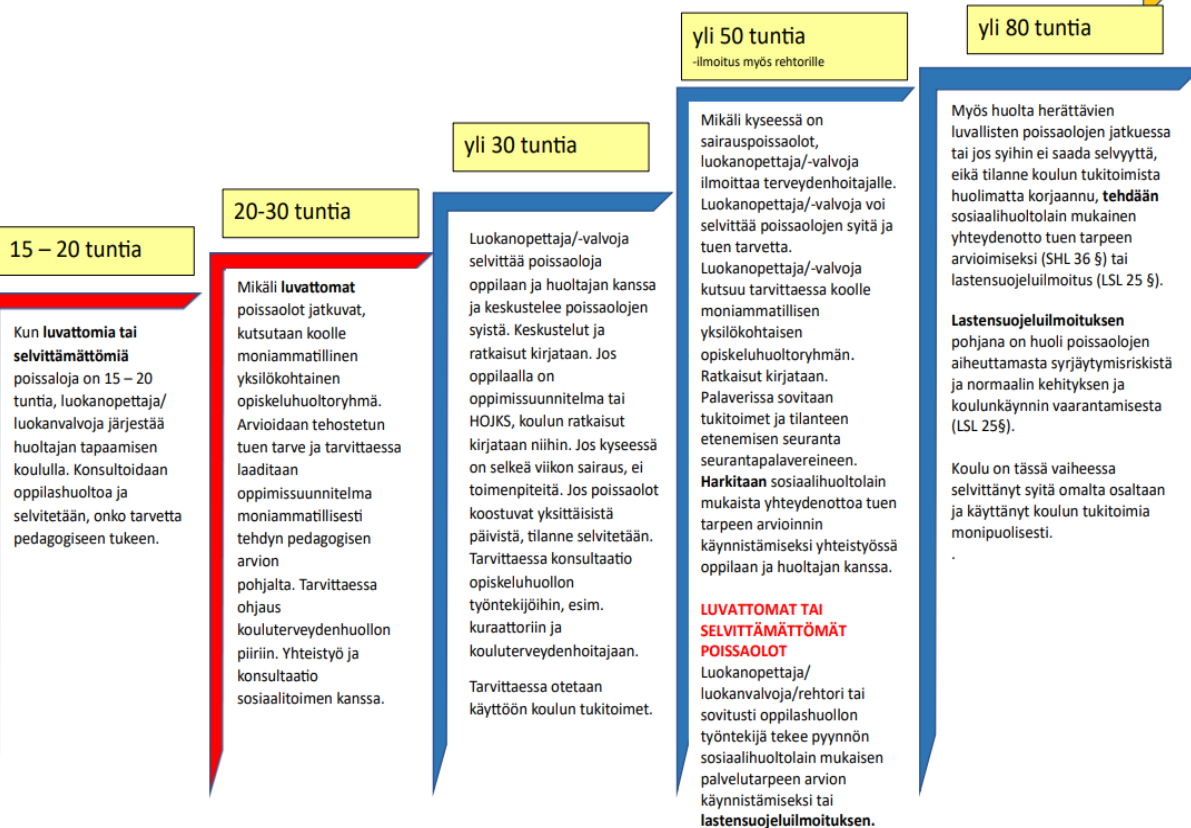 15 – 20 tuntia
Kun luvattomia tai
selvittämättömiä
poissaloja on 15 – 20
tuntia, luokanopettaja/
luokanvalvoja järjestää
huoltajan tapaamisen
koululla. Konsultoidaan
oppilashuoltoa ja
selvitetään, onko tarvetta
pedagogiseen tukeen.
20-30 tuntia
Mikäli luvattomat
poissaolot jatkuvat,
kutsutaan koolle
moniammatillinen
yksilökohtainen
opiskeluhuoltoryhmä.
Arvioidaan tehostetun
tuen tarve ja tarvittaessa
laaditaan
oppimissuunnitelma
moniammatillisesti
tehdyn pedagogisen
arvion
pohjalta. Tarvittaessa
ohjaus
kouluterveydenhuollon
piiriin. Yhteistyö ja
konsultaatio
sosiaalitoimen kanssa.
yli 30 tuntia
Luokanopettaja/-valvoja
selvittää poissaoloja
oppilaan ja huoltajan kanssa
ja keskustelee poissaolojen
syistä. Keskustelut ja
ratkaisut kirjataan. Jos
oppilaalla on
oppimissuunnitelma tai
HOJKS, koulun ratkaisut
kirjataan niihin. Jos kyseessä
on selkeä viikon sairaus, ei
toimenpiteitä. Jos poissaolot
koostuvat yksittäisistä
päivistä, tilanne selvitetään.
Tarvittaessa konsultaatio
opiskeluhuollon
työntekijöihin, esim.
kuraattoriin ja
kouluterveydenhoitajaan.
Tarvittaessa otetaan
käyttöön koulun tukitoimet.
yli 50 tuntia
-ilmoitus myös rehtorille
Mikäli kyseessä on
sairauspoissaolot,
luokanopettaja/-valvoja
ilmoittaa terveydenhoitajalle.
Luokanopettaja/-valvoja voi
selvittää poissaolojen syitä ja
tuen tarvetta.
Luokanopettaja/-valvoja
kutsuu tarvittaessa koolle
moniammatillisen
yksilökohtaisen
opiskeluhuoltoryhmän.
Ratkaisut kirjataan.
Palaverissa sovitaan
tukitoimet ja tilanteen
etenemisen seuranta
seurantapalavereineen.
Harkitaan sosiaalihuoltolain
mukaista yhteydenottoa tuen
tarpeen arvioinnin
käynnistämiseksi yhteistyössä
oppilaan ja huoltajan kanssa.
LUVATTOMAT TAI
SELVITTÄMÄTTÖMÄT
POISSAOLOT
Luokanopettaja/
luokanvalvoja/rehtori tai
sovitusti oppilashuollon
työntekijä tekee pyynnön
sosiaalihuoltolain mukaisen
palvelutarpeen arvion
käynnistämiseksi tai
lastensuojeluilmoituksen.
yli 80 tuntia
Myös huolta herättävien
luvallisten poissaolojen jatkuessa
tai jos syihin ei saada selvyyttä,
eikä tilanne koulun tukitoimista
huolimatta korjaannu, tehdään
sosiaalihuoltolain mukainen
yhteydenotto tuen tarpeen
arvioimiseksi (SHL 36 §) tai
lastensuojeluilmoitus (LSL 25 §).
Lastensuojeluilmoituksen
pohjana on huoli poissaolojen
aiheuttamasta syrjäytymisriskistä
ja normaalin kehityksen ja
koulunkäynnin vaarantamisesta
(LSL 25§).
Koulu on tässä vaiheessa
selvittänyt syitä omalta osaltaan
ja käyttänyt koulun tukitoimia
monipuolisesti.
.